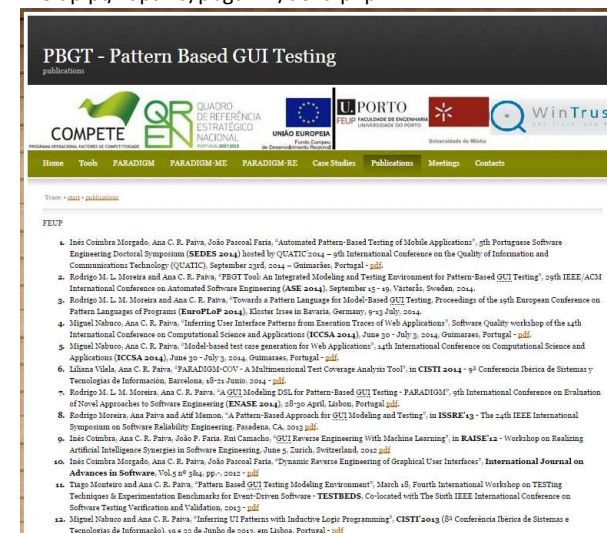 PBGT - Pattern Based GUI Testing
publications
COMPETE
PROGRAMA OPERACIONAL FACTORES DE COMPETITIVIDADE
QREN
QUADRO
DE REFERÊNCIA
ESTRATÉGICO
NACIONAL
PORTUGAL 2007.2013
UNIÃO EUROPEIA
Fundo Europeu
de Desenvolvimento Regional
U.PORTO
FEUP FACULDADE DE ENGENHARIA
UNIVERSIDADE DO PORTO
Universidade do Minho
WinTrus
Home Tools PARADIGM PARADIGM-ME PARADIGM-RE Case Studies Publications Meetings Contacts
Trace: • start • publications
FEUP
1. Inês Coimbra Morgado, Ana C. R. Paiva, João Pascoal Faria, "Automated Pattern-Based Testing of Mobile Applications", 5th Portuguese Software
Engineering Doctoral Symposium (SEDES 2014) hosted by QUATIC'2014 – 9th International Conference on the Quality of Information and
Communications Technology (QUATIC), September 23rd, 2014 – Guimarães, Portugal - pdf.
2. Rodrigo M. L. M. Moreira and Ana C. R. Paiva, "PBGT Tool: An Integrated Modeling and Testing Environment for Pattern-Based GUI Testing", 29th IEEE/ACM
International Conference on Automated Software Engineering (ASE 2014), September 15 - 19, Västerås, Sweden, 2014.
3. Rodrigo M. L. M. Moreira and Ana C. R. Paiva, "Towards a Pattern Language for Model-Based GUI Testing, Proceedings of the 19th European Conference on
Pattern Languages of Programs (EuroPLoP 2014), Kloster Irsee in Bavaria, Germany, 9-13 July, 2014.
4. Miguel Nabuco, Ana C. R. Paiva, "Inferring User Interface Patterns from Execution Traces of Web Applications", Software Quality workshop of the 14th
International Conference on Computational Science and Applications (ICCSA 2014), June 30 - July 3, 2014, Guimaraes, Portugal - pdf.
5. Miguel Nabuco, Ana C. R. Paiva, "Model-based test case generation for Web Applications", 14th International Conference on Computational Science and
Applications (ICCSA 2014), June 30 - July 3, 2014, Guimaraes, Portugal - pdf.
6. Liliana Vilela, Ana C. R. Paiva, "PARADIGM-COV - A Multimensional Test Coverage Analysis Tool", in CISTI 2014 - 9ª Conferencia Ibérica de Sistemas y
Tecnologías de Información, Barcelona, 18-21 Junio, 2014 - pdf.
7. Rodrigo M. L. M. Moreira, Ana C. R. Paiva, "A GUI Modeling DSL for Pattern-Based GUI Testing - PARADIGM", 9th International Conference on Evaluation
of Novel Approaches to Software Engineering (ENASE 2014), 28-30 April, Lisbon, Portugal pdf.
8. Rodrigo Moreira, Ana Paiva and Atif Memon, "A Pattern-Based Approach for GUI Modeling and Testing", in ISSRE'13 - The 24th IEEE International
Symposium on Software Reliability Engineering, Pasadena, CA, 2013 pdf.
9. Inês Coimbra, Ana C. R. Paiva, João P. Faria, Rui Camacho, "GUI Reverse Engineering With Machine Learning", in RAISE'12 - Workshop on Realizing
Artificial Intelligence Synergies in Software Engineering, June 5, Zurich, Switzerland, 2012 pdf
10. Inês Coimbra Morgado, Ana C. R. Paiva, João Pascoal Faria, "Dynamic Reverse Engineering of Graphical User Interfaces", International Journal on
Advances in Software, Vol.5 nº 3&4, pp.-, 2012 - pdf
11. Tiago Monteiro and Ana C. R. Paiva, "Pattern Based GUI Testing Modeling Environment", March 18, Fourth International Workshop on TESTing
Techniques & Experimentation Benchmarks for Event-Driven Software - TESTBEDS, Co-located with The Sixth IEEE International Conference on
Software Testing Verification and Validation, 2013 - pdf
12. Miguel Nabuco and Ana C. R. Paiva, "Inferring UI Patterns with Inductive Logic Programming", CISTI'2013 (8ª Conferência Ibérica de Sistemas e
Tecnologias de Informação), 19 e 22 de Junho de 2013, em Lisboa, Portugal - pdf